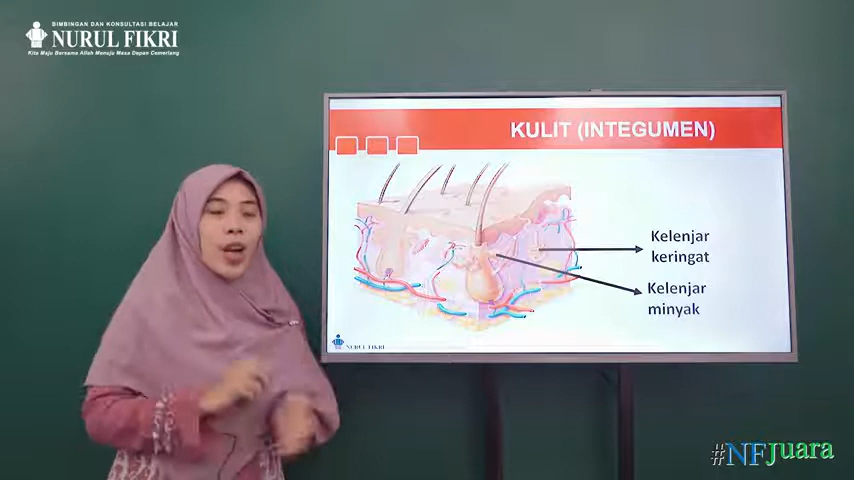 BIMBINGAN DAN KONSULTASI BELAJAR
NURUL FIKRI
Kita Maju Bersama Allah Menuju Masa Depan Cemerlang
KULIT (INTEGUMEN)
Kelenjar
keringat
Kelenjar
minyak
NURUL FIKRI
#NFJuara